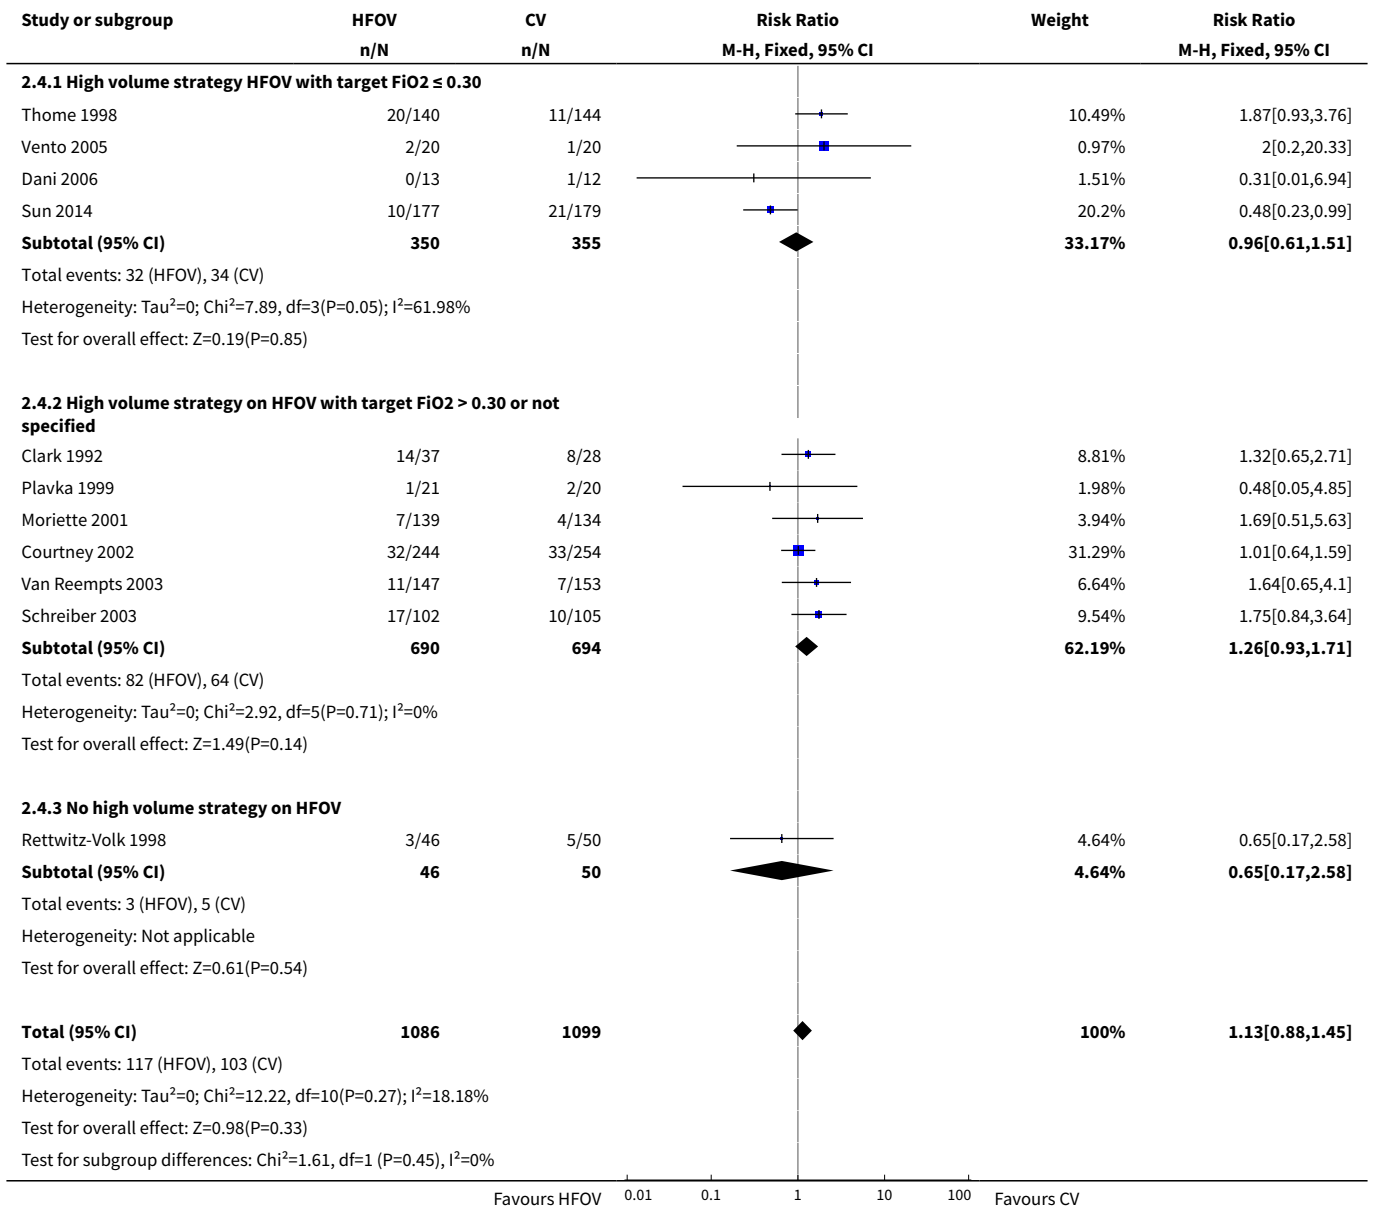 Study or subgroup HFOV CV Risk Ratio Weight Risk Ratio
n/N n/N M-H, Fixed, 95% CI M-H, Fixed, 95% CI
2.4.1 High volume strategy HFOV with target FiO2 ≤ 0.30
Thome 1998 20/140 11/144 10.49% 1.87[0.93,3.76]
Vento 2005 2/20 1/20 0.97% 2[0.2,20.33]
Dani 2006 0/13 1/12 1.51% 0.31[0.01,6.94]
Sun 2014 10/177 21/179 20.2% 0.48[0.23,0.99]
Subtotal (95% CI) 350 355 33.17% 0.96[0.61,1.51]
Total events: 32 (HFOV), 34 (CV)
Heterogeneity: Tau²=0; Chi²=7.89, df=3(P=0.05); I²=61.98%
Test for overall effect: Z=0.19(P=0.85)
2.4.2 High volume strategy on HFOV with target FiO2 > 0.30 or not
specified
Clark 1992 14/37 8/28 8.81% 1.32[0.65,2.71]
Plavka 1999 1/21 2/20 1.98% 0.48[0.05,4.85]
Moriette 2001 7/139 4/134 3.94% 1.69[0.51,5.63]
Courtney 2002 32/244 33/254 31.29% 1.01[0.64,1.59]
Van Reempts 2003 11/147 7/153 6.64% 1.64[0.65,4.1]
Schreiber 2003 17/102 10/105 9.54% 1.75[0.84,3.64]
Subtotal (95% CI) 690 694 62.19% 1.26[0.93,1.71]
Total events: 82 (HFOV), 64 (CV)
Heterogeneity: Tau²=0; Chi²=2.92, df=5(P=0.71); I²=0%
Test for overall effect: Z=1.49(P=0.14)
2.4.3 No high volume strategy on HFOV
Rettwitz-Volk 1998 3/46 5/50 4.64% 0.65[0.17,2.58]
Subtotal (95% CI) 46 50 4.64% 0.65[0.17,2.58]
Total events: 3 (HFOV), 5 (CV)
Heterogeneity: Not applicable
Test for overall effect: Z=0.61(P=0.54)
Total (95% CI) 1086 1099 100% 1.13[0.88,1.45]
Total events: 117 (HFOV), 103 (CV)
Heterogeneity: Tau²=0; Chi²=12.22, df=10(P=0.27); I²=18.18%
Test for overall effect: Z=0.98(P=0.33)
Test for subgroup differences: Chi²=1.61, df=1 (P=0.45), I²=0%
Favours HFOV 0.01 0.1 1 10 100 Favours CV